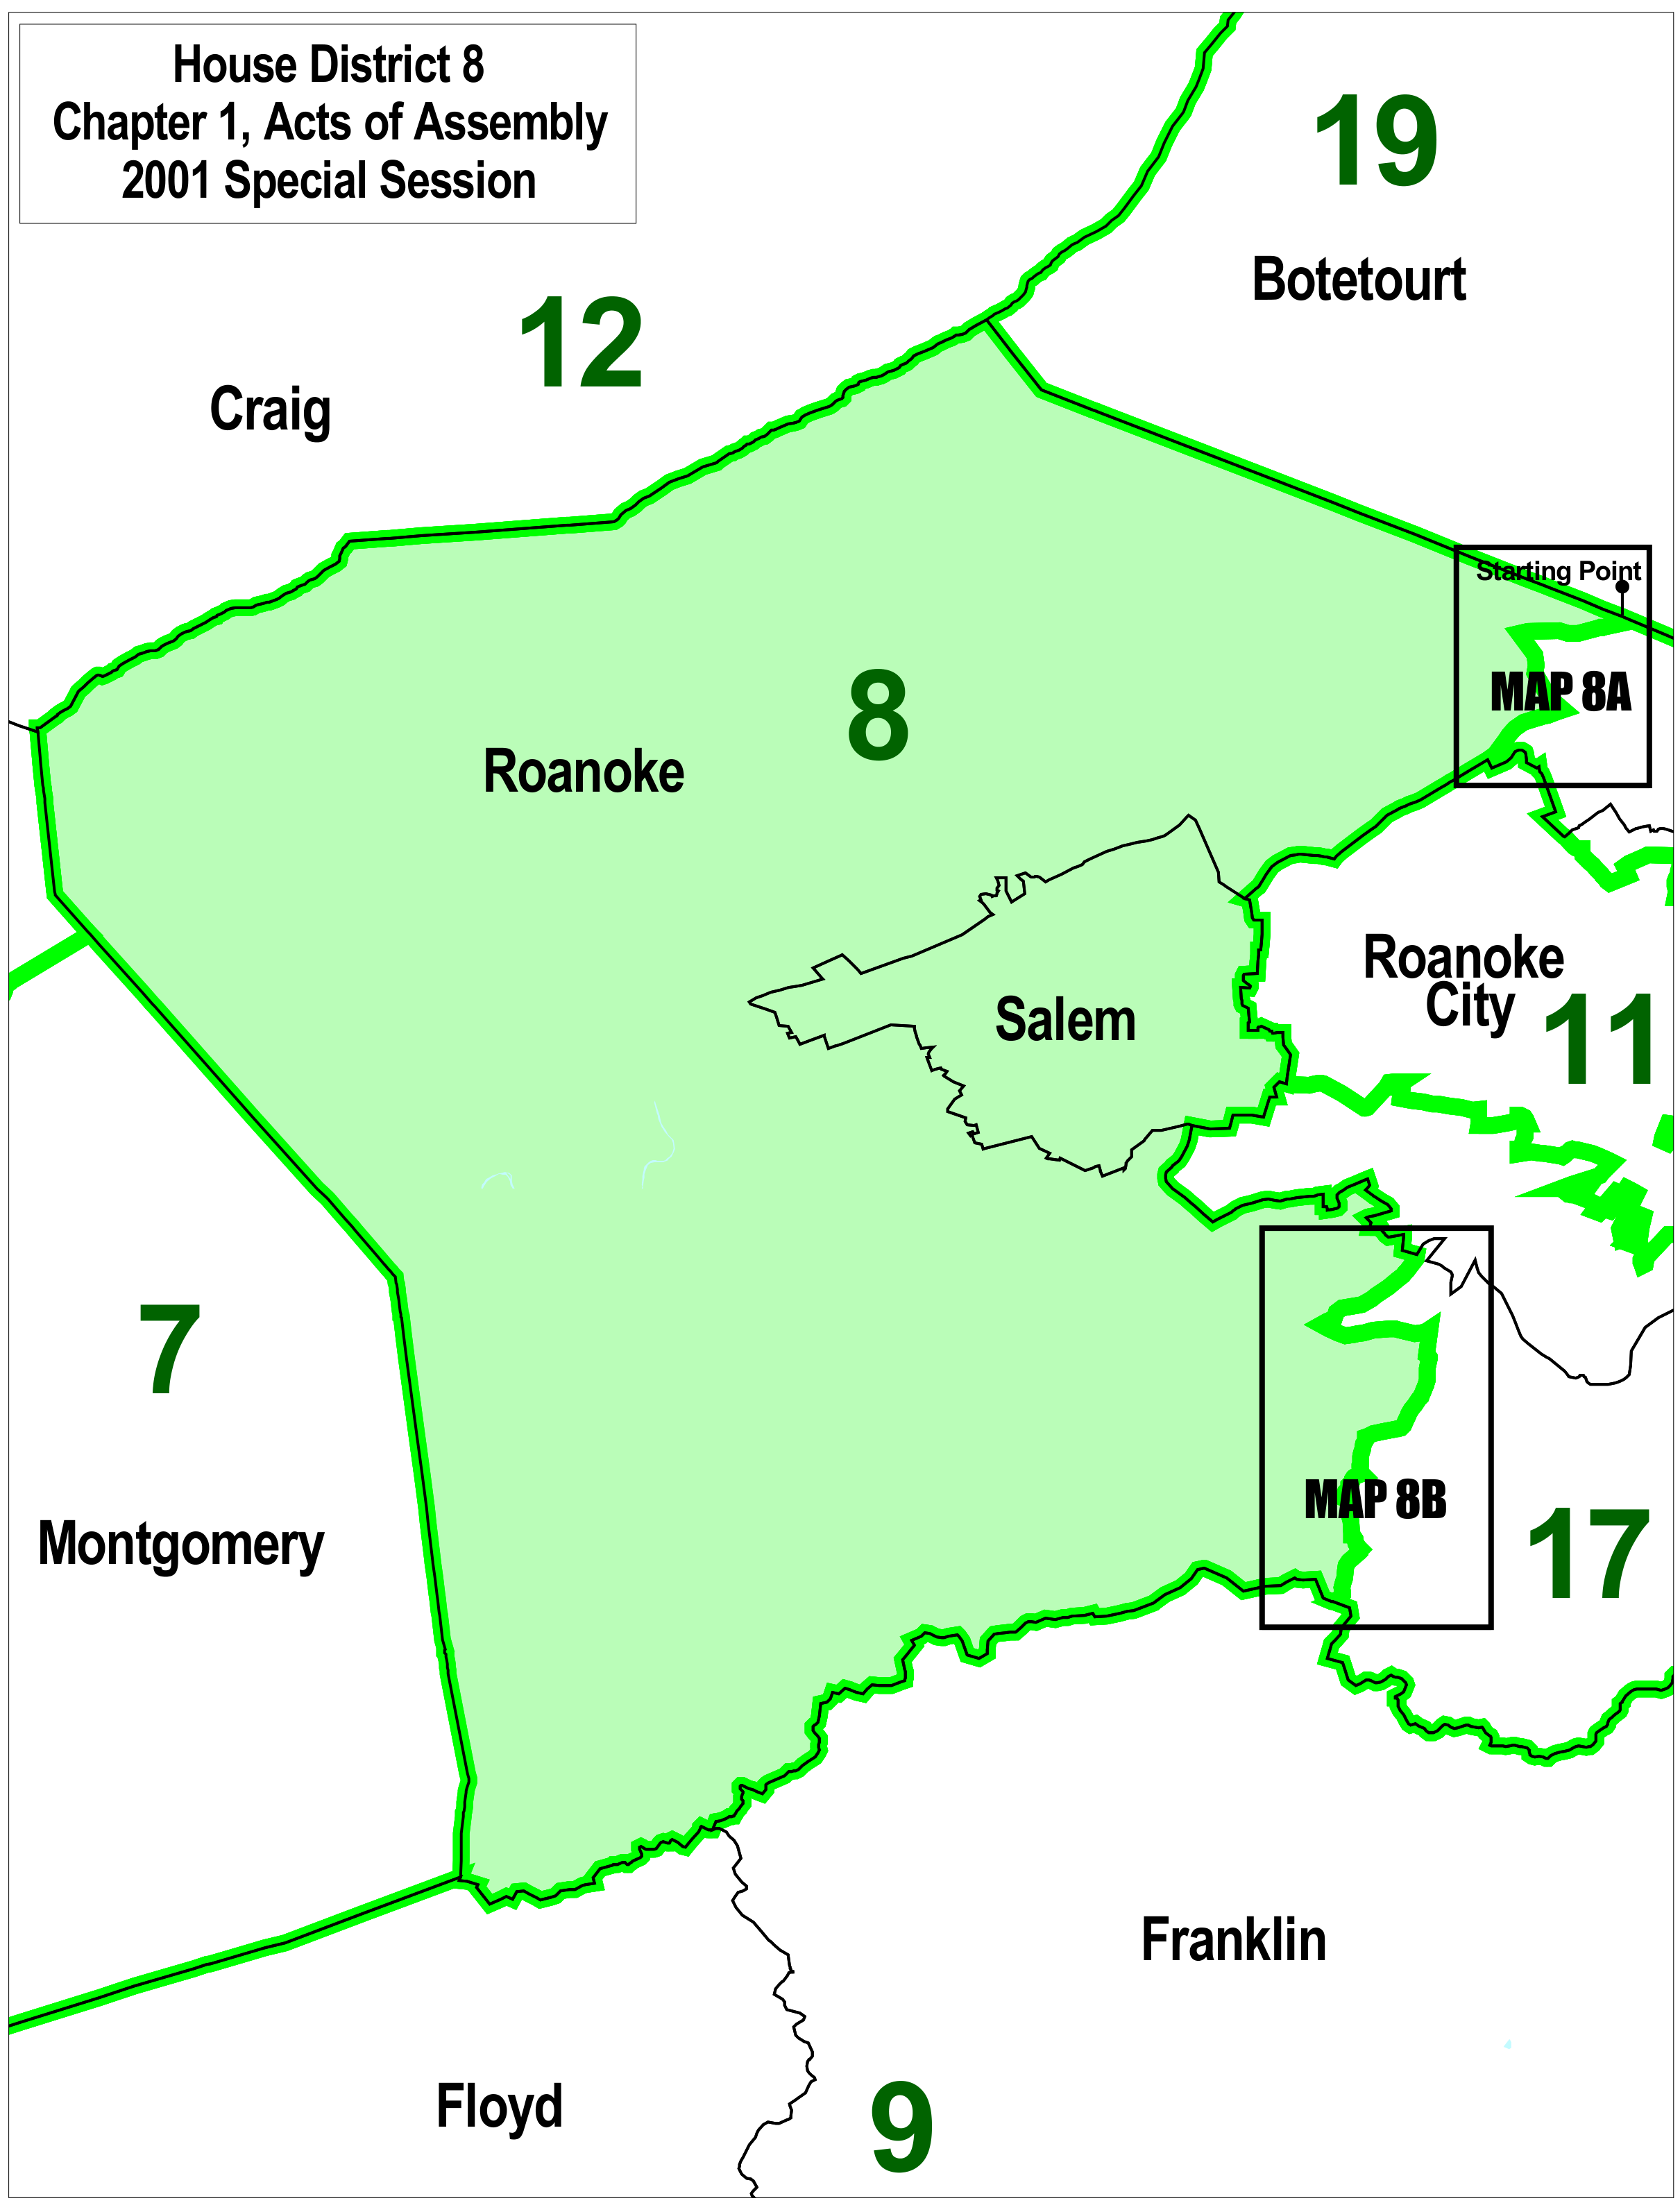 House District 8
Chapter 1, Acts of Assembly
2001 Special Session
19
Botetourt
12
Craig
Starting Point
MAP 8A
8
Roanoke
Roanoke
City
11
Salem
7
MAP 8B
17
Montgomery
Franklin
Floyd
9